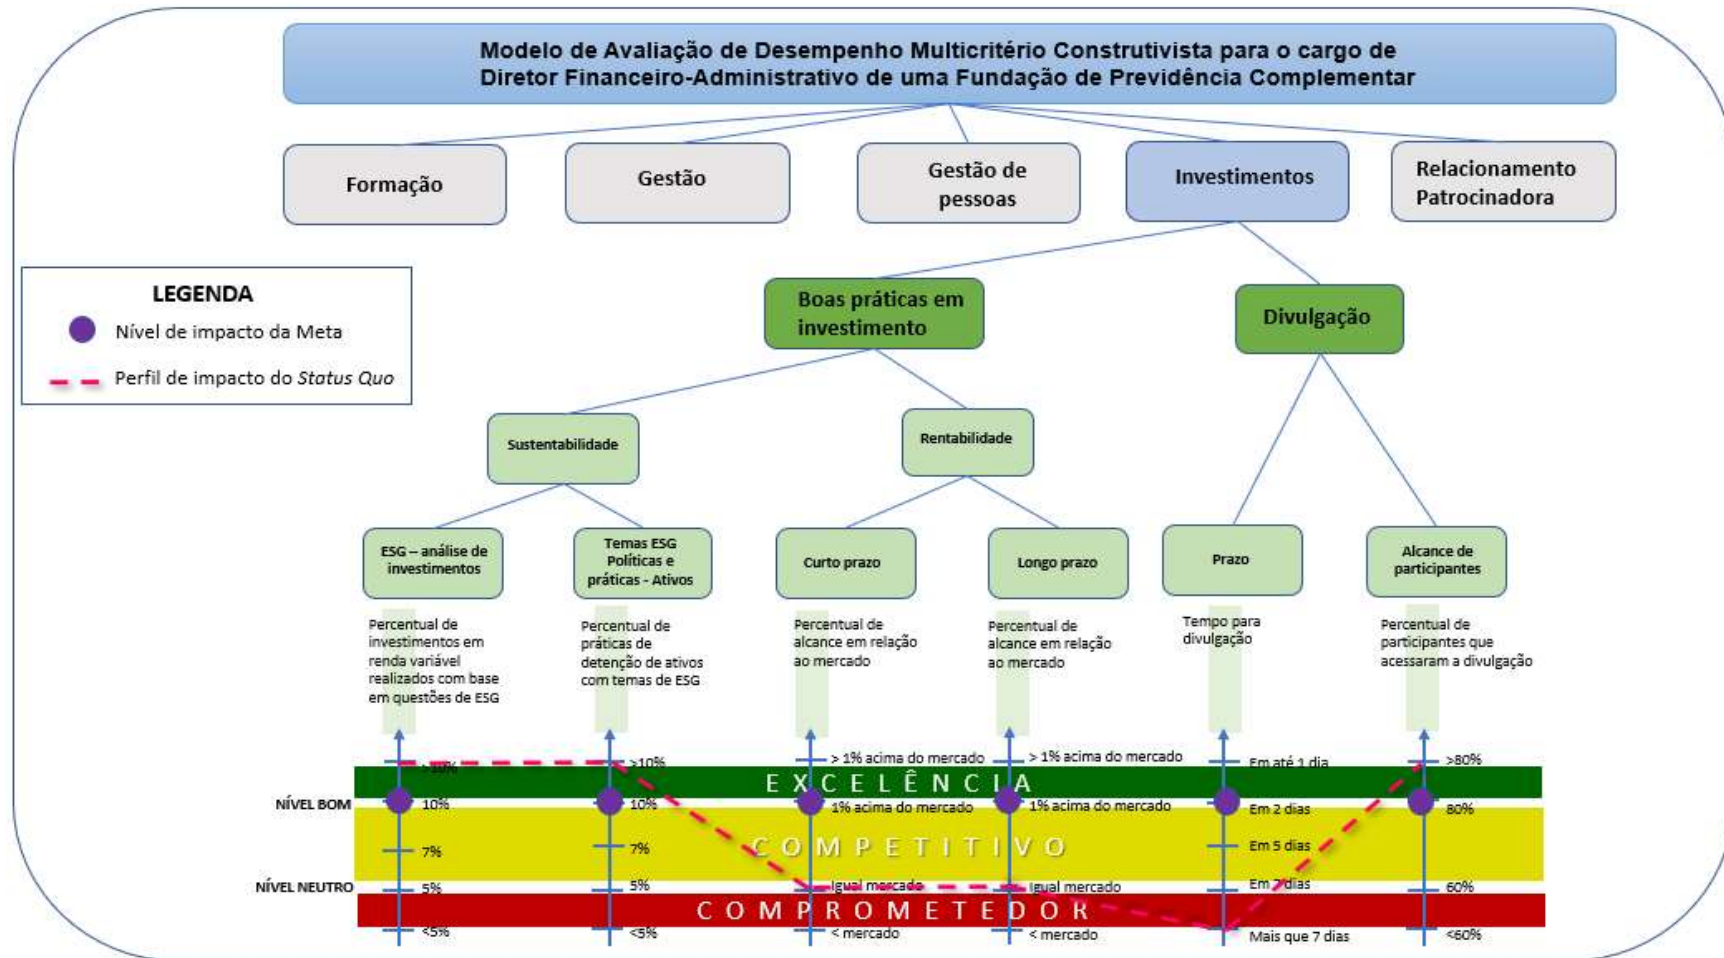 Modelo de Avaliação de Desempenho Multicritério Construtivista para o cargo de
Diretor Financeiro-Administrativo de uma Fundação de Previdência Complementar
Formação
Gestão
Gestão de
pessoas
Investimentos
Relacionamento
Patrocinadora
LEGENDA
Nível de impacto da Meta
Perfil de impacto do Status Quo
Boas práticas em
investimento
Divulgação
Sustentabilidade
Rentabilidade
ESG – análise de
investimentos
Temas ESG
Políticas e
práticas - Ativos
Curto prazo
Longo prazo
Prazo
Alcance de
participantes
Percentual de
investimentos em
renda variável
realizados com base
em questões de ESG
Percentual de
práticas de
detenção de ativos
com temas de ESG
Percentual de
alcance em relação
ao mercado
Percentual de
alcance em relação
ao mercado
Tempo para
divulgação
Percentual de
participantes que
acessaram a divulgação
>10%
>10%
> 1% acima do mercado
> 1% acima do mercado
Em até 1 dia
>80%
EXCELÊNCIA
NÍVEL BOM
10%
10%
1% acima do mercado
1% acima do mercado
Em 2 dias
80%
7%
7%
COMPETITIVO
Em 5 dias
NÍVEL NEUTRO
5%
5%
Igual mercado
Igual mercado
Em 7 dias
60%
COMPROMETEDOR
<5%
<5%
< mercado
< mercado
Mais que 7 dias
<60%